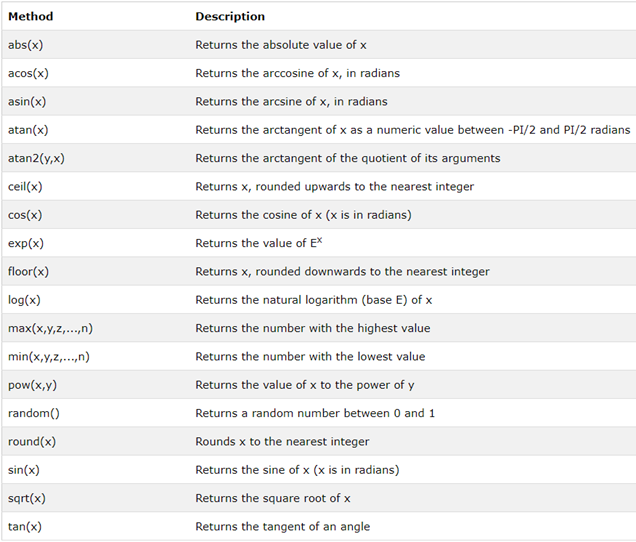 Method Description
abs(x) Returns the absolute value of x
acos(x) Returns the arccosine of x, in radians
asin(x) Returns the arcsine of x, in radians
atan(x) Returns the arctangent of x as a numeric value between -PI/2 and PI/2 radians
atan2(y,x) Returns the arctangent of the quotient of its arguments
ceil(x) Returns x, rounded upwards to the nearest integer
cos(x) Returns the cosine of x (x is in radians)
exp(x) Returns the value of Eˣ
floor(x) Returns x, rounded downwards to the nearest integer
log(x) Returns the natural logarithm (base E) of x
max(x,y,z,...,n) Returns the number with the highest value
min(x,y,z,...,n) Returns the number with the lowest value
pow(x,y) Returns the value of x to the power of y
random() Returns a random number between 0 and 1
round(x) Rounds x to the nearest integer
sin(x) Returns the sine of x (x is in radians)
sqrt(x) Returns the square root of x
tan(x) Returns the tangent of an angle